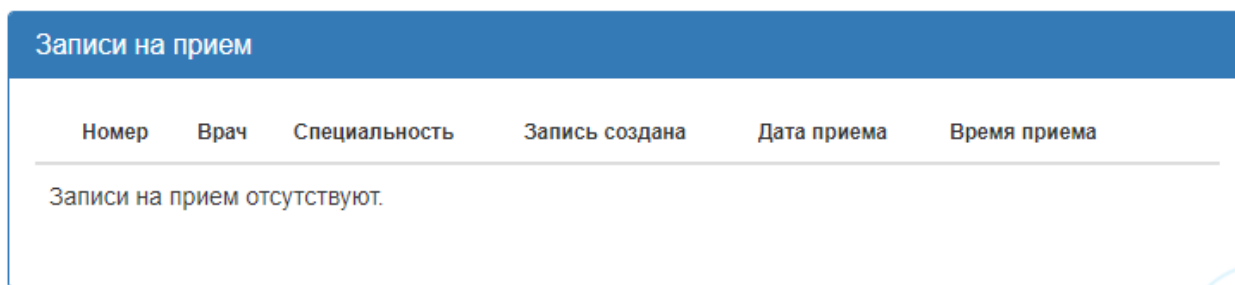 Записи на прием
Номер Врач Специальность Запись создана Дата приема Время приема
Записи на прием отсутствуют.